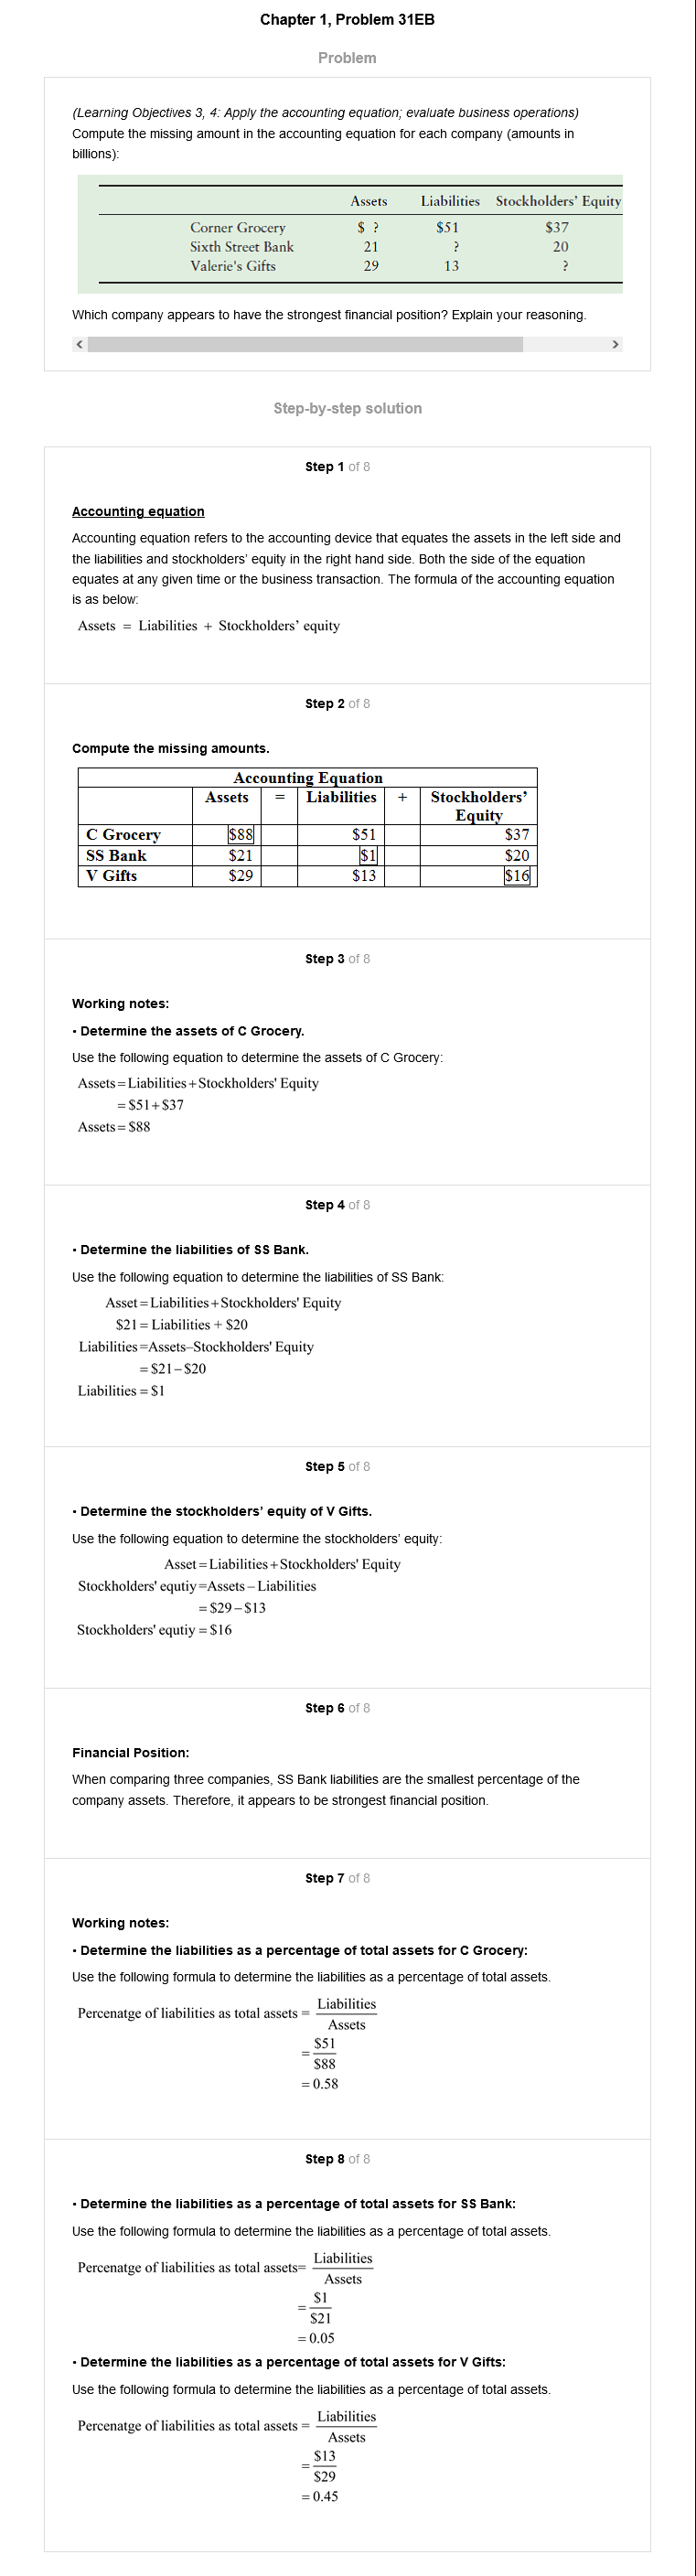 Chapter 1, Problem 31EB
Problem
(Learning Objectives 3, 4: Apply the accounting equation; evaluate business operations)
Compute the missing amount in the accounting equation for each company (amounts in
billions):
Assets Liabilities Stockholders' Equity
Corner Grocery $ ? $51 $37
Sixth Street Bank 21 ? 20
Valerie's Gifts 29 13 ?
Which company appears to have the strongest financial position? Explain your reasoning.
Step-by-step solution
Step 1 of 8
Accounting equation
Accounting equation refers to the accounting device that equates the assets in the left side and
the liabilities and stockholders' equity in the right hand side. Both the side of the equation
equates at any given time or the business transaction. The formula of the accounting equation
is as below:
Assets = Liabilities + Stockholders' equity
Step 2 of 8
Compute the missing amounts.
Accounting Equation
Assets = Liabilities + Stockholders'
Equity
C Grocery $88 $51 $37
SS Bank $21 $1 $20
V Gifts $29 $13 $16
Step 3 of 8
Working notes:
• Determine the assets of C Grocery.
Use the following equation to determine the assets of C Grocery:
Assets = Liabilities + Stockholders' Equity
= $51 + $37
Assets = $88
Step 4 of 8
• Determine the liabilities of SS Bank.
Use the following equation to determine the liabilities of SS Bank:
Asset = Liabilities + Stockholders' Equity
$21 = Liabilities + $20
Liabilities = Assets – Stockholders' Equity
= $21 – $20
Liabilities = $1
Step 5 of 8
• Determine the stockholders' equity of V Gifts.
Use the following equation to determine the stockholders' equity:
Asset = Liabilities + Stockholders' Equity
Stockholders' equtiy = Assets – Liabilities
= $29 – $13
Stockholders' equtiy = $16
Step 6 of 8
Financial Position:
When comparing three companies, SS Bank liabilities are the smallest percentage of the
company assets. Therefore, it appears to be strongest financial position.
Step 7 of 8
Working notes:
• Determine the liabilities as a percentage of total assets for C Grocery:
Use the following formula to determine the liabilities as a percentage of total assets.
Percenatge of liabilities as total assets = Liabilities
Assets
= $51
$88
= 0.58
Step 8 of 8
• Determine the liabilities as a percentage of total assets for SS Bank:
Use the following formula to determine the liabilities as a percentage of total assets.
Percenatge of liabilities as total assets= Liabilities
Assets
= $1
$21
= 0.05
• Determine the liabilities as a percentage of total assets for V Gifts:
Use the following formula to determine the liabilities as a percentage of total assets.
Percenatge of liabilities as total assets = Liabilities
Assets
= $13
$29
= 0.45